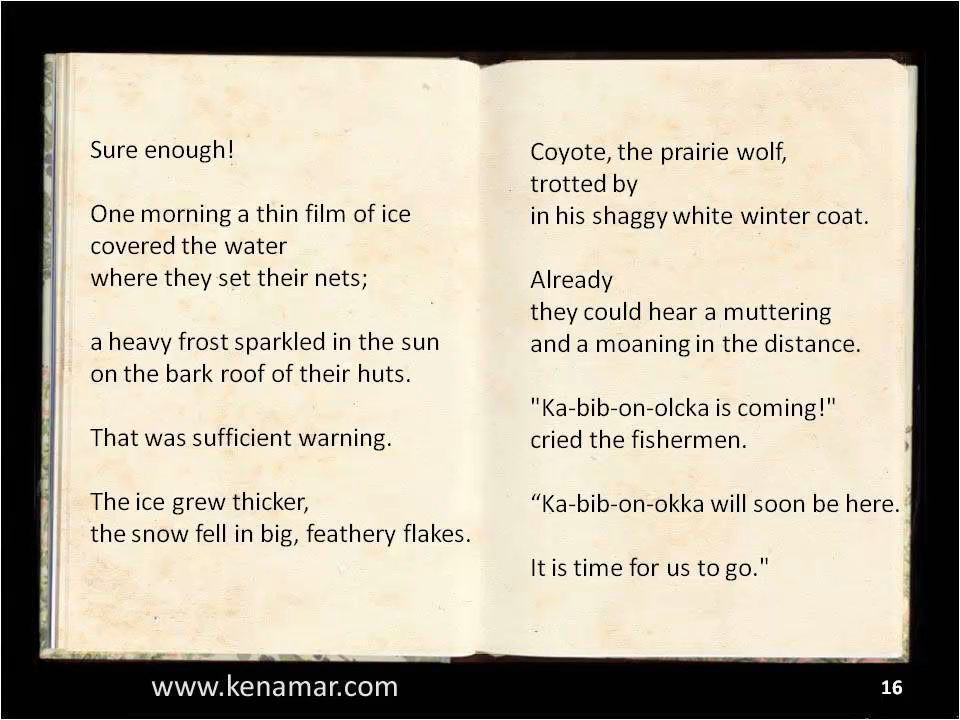 Sure enough!
One morning a thin film of ice
covered the water
where they set their nets;
a heavy frost sparkled in the sun
on the bark roof of their huts.
That was sufficient warning.
The ice grew thicker,
the snow fell in big, feathery flakes.
Coyote, the prairie wolf,
trotted by
in his shaggy white winter coat.
Already
they could hear a muttering
and a moaning in the distance.
"Ka-bib-on-olcka is coming!"
cried the fishermen.
“Ka-bib-on-okka will soon be here.
It is time for us to go."
www.kenamar.com
16